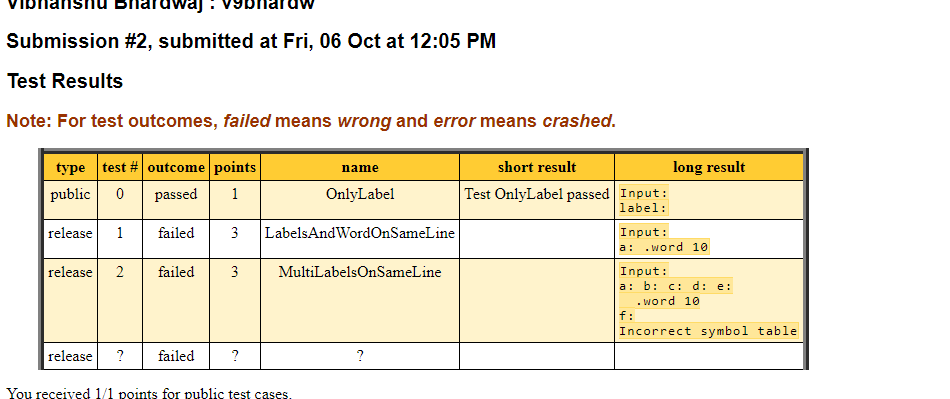 Vibhanshu Bhardwaj : v9bhardw
Submission #2, submitted at Fri, 06 Oct at 12:05 PM
Test Results
Note: For test outcomes, failed means wrong and error means crashed.
type test # outcome points name short result long result
public 0 passed 1 OnlyLabel Test OnlyLabel passed Input:
label:
release 1 failed 3 LabelsAndWordOnSameLine Input:
a: .word 10
release 2 failed 3 MultiLabelsOnSameLine Input:
a: b: c: d: e:
.word 10
f:
Incorrect symbol table
release ? failed ? ?
You received 1/1 points for public test cases.